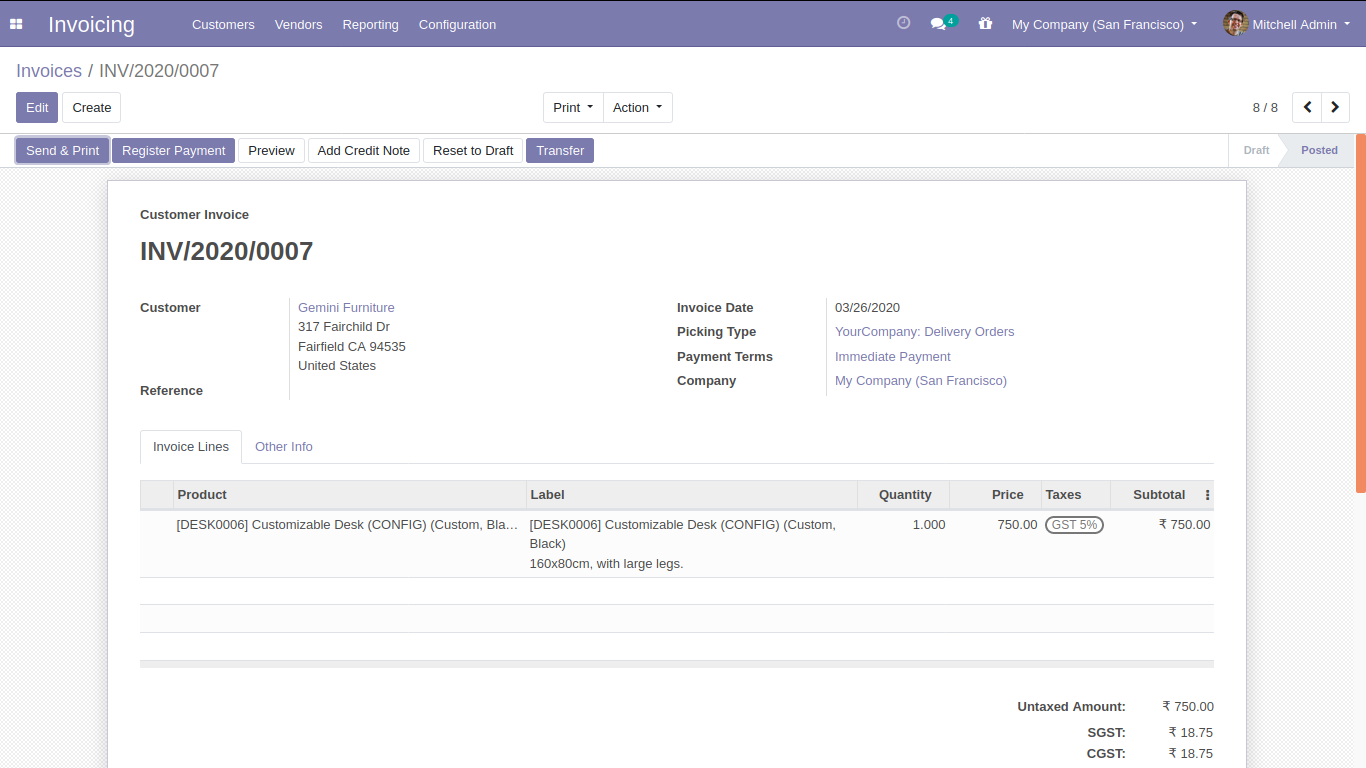 Invoicing Customers Vendors Reporting Configuration 4 My Company (San Francisco) Mitchell Admin
Invoices / INV/2020/0007
Edit Create Print Action 8 / 8
Send & Print Register Payment Preview Add Credit Note Reset to Draft Transfer Draft Posted
Customer Invoice
INV/2020/0007
Customer Gemini Furniture Invoice Date 03/26/2020
317 Fairchild Dr
Picking Type YourCompany: Delivery Orders
Fairfield CA 94535
Payment Terms Immediate Payment
United States
Company My Company (San Francisco)
Reference
Invoice Lines Other Info
Product Label Quantity Price Taxes Subtotal
[DESK0006] Customizable Desk (CONFIG) (Custom, Bla… [DESK0006] Customizable Desk (CONFIG) (Custom, 1.000 750.00 GST 5% ₹ 750.00
Black)
160x80cm, with large legs.
Untaxed Amount: ₹ 750.00
SGST: ₹ 18.75
CGST: ₹ 18.75